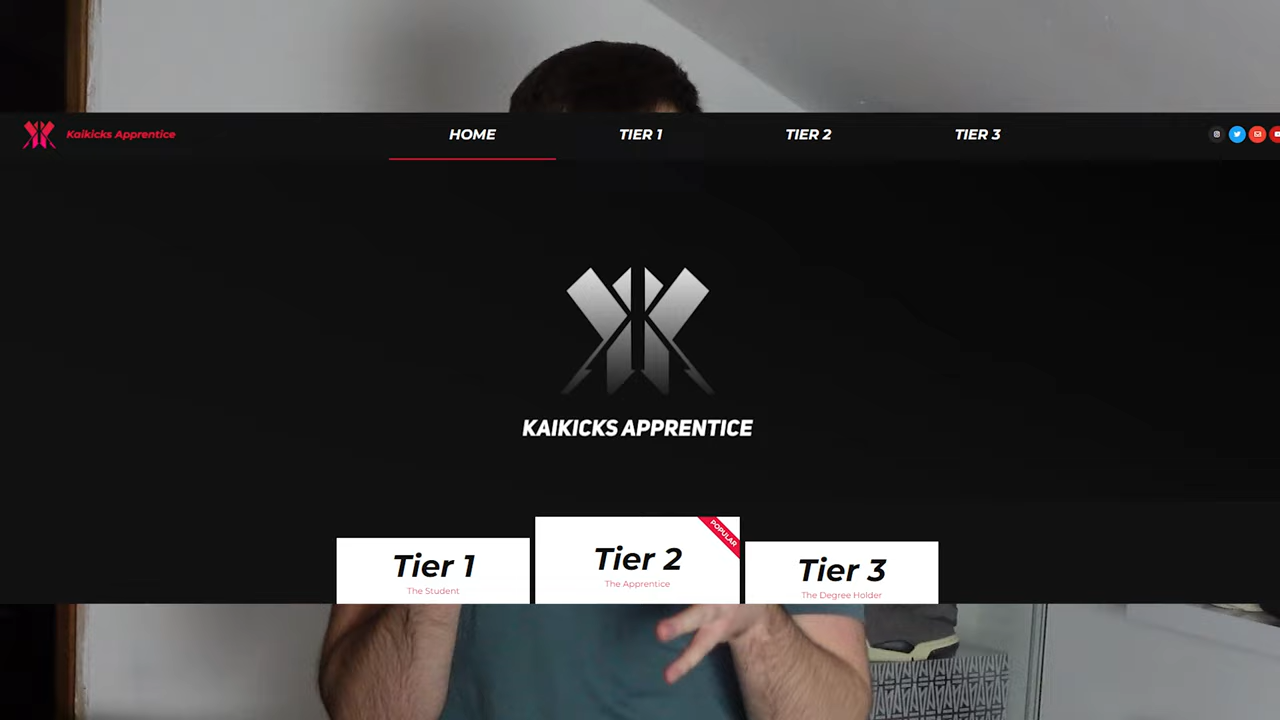 Kaikicks Apprentice
HOME
TIER 1
TIER 2
TIER 3
KAIKICKS APPRENTICE
Tier 1
The Student
POPULAR
Tier 2
The Apprentice
Tier 3
The Degree Holder